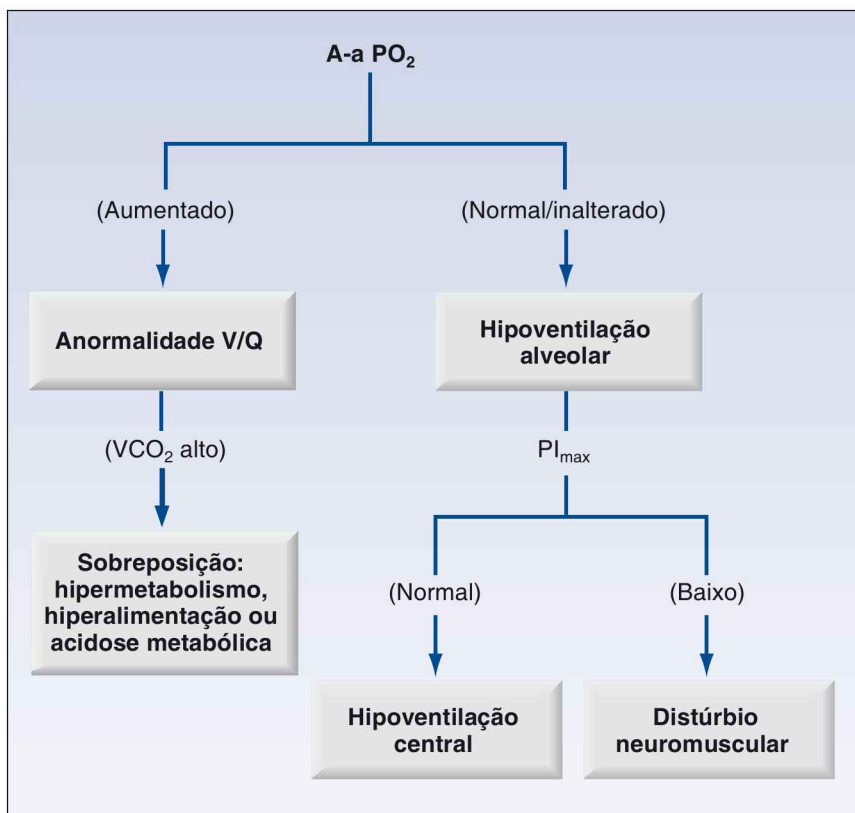 A-a PO₂
(Aumentado)
(Normal/inalterado)
Anormalidade V/Q
Hipoventilação
alveolar
(VCO₂ alto)
PImax
Sobreposição:
hipermetabolismo,
hiperalimentação ou
acidose metabólica
(Normal)
(Baixo)
Hipoventilação
central
Distúrbio
neuromuscular